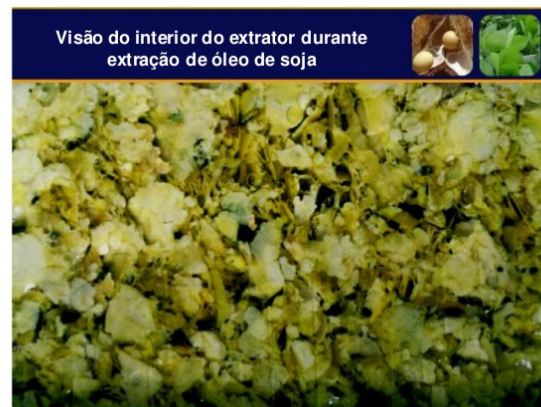 Visão do interior do extrator durante
extração de óleo de soja